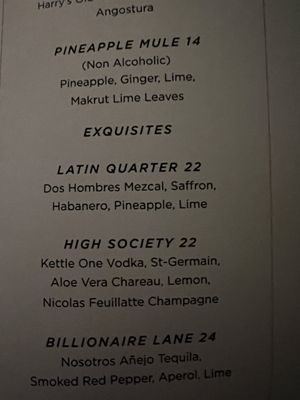 Harry's
Angostura
PINEAPPLE MULE 14
(Non Alcoholic)
Pineapple, Ginger, Lime,
Makrut Lime Leaves
EXQUISITES
LATIN QUARTER 22
Dos Hombres Mezcal, Saffron,
Habanero, Pineapple, Lime
HIGH SOCIETY 22
Kettle One Vodka, St-Germain,
Aloe Vera Chareau, Lemon,
Nicolas Feuillatte Champagne
BILLIONAIRE LANE 24
Nosotros Añejo Tequila,
Smoked Red Pepper, Aperol, Lime